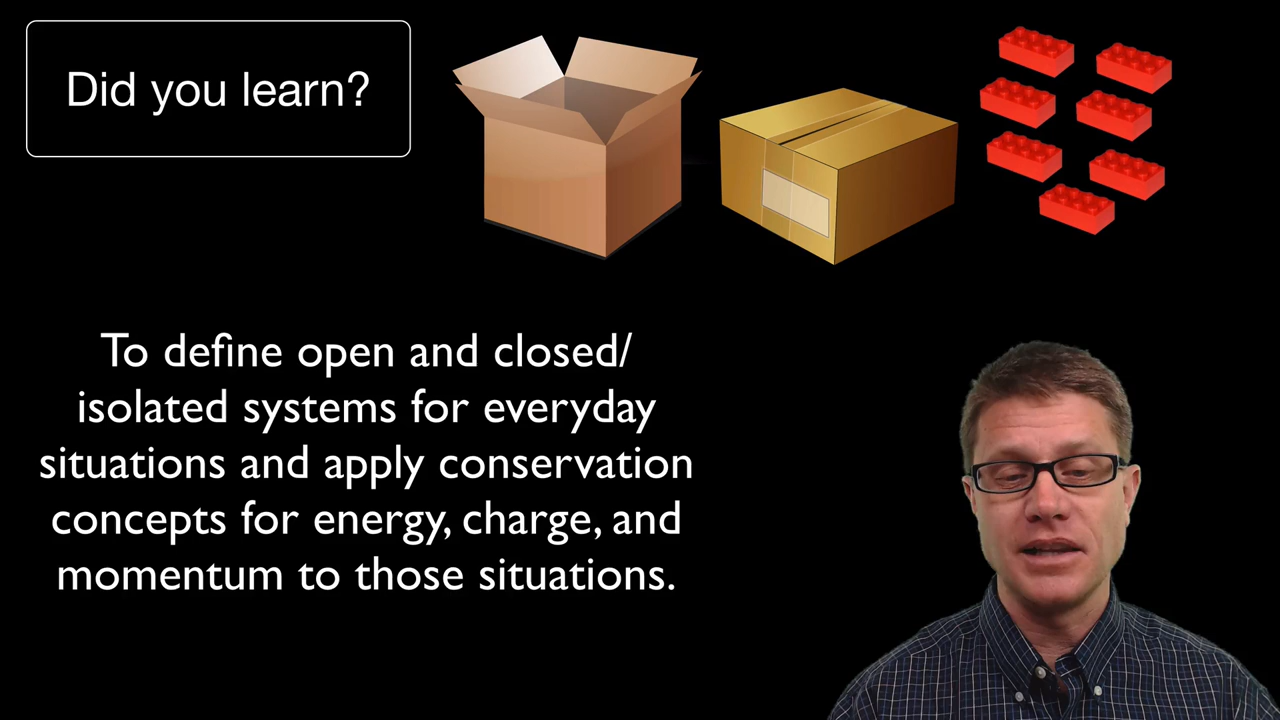 Did you learn?
To define open and closed/
isolated systems for everyday
situations and apply conservation
concepts for energy, charge, and
momentum to those situations.